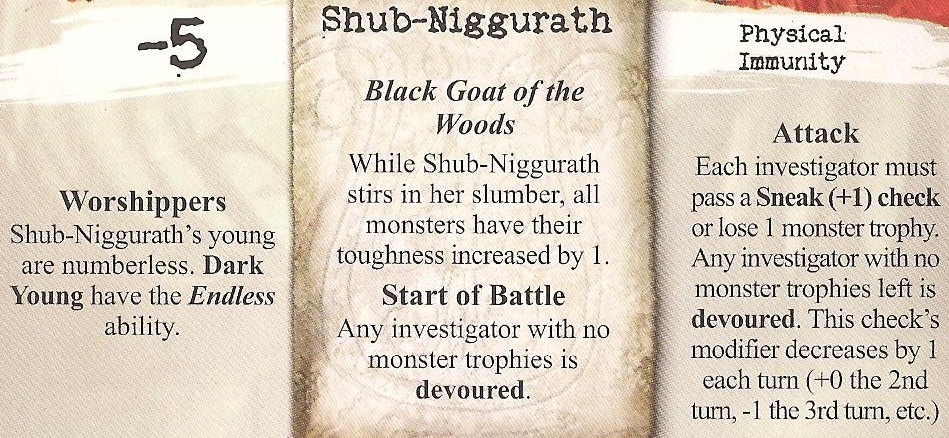 -5
Worshippers
Shub-Niggurath's young
are numberless. Dark
Young have the Endless
ability.
Shub-Niggurath
Black Goat of the
Woods
While Shub-Niggurath
stirs in her slumber, all
monsters have their
toughness increased by 1.
Start of Battle
Any investigator with no
monster trophies is
devoured.
Physical
Immunity
Attack
Each investigator must
pass a Sneak (+1) check
or lose 1 monster trophy.
Any investigator with no
monster trophies left is
devoured. This check's
modifier decreases by 1
each turn (+0 the 2nd
turn, -1 the 3rd turn, etc.)